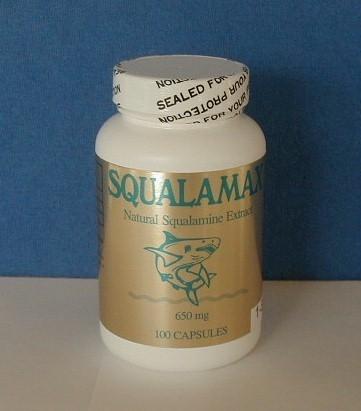 SEALED FOR YOUR PROTECTION
SQUALAMAX
Natural Squalamine Extract
650 mg
100 CAPSULES